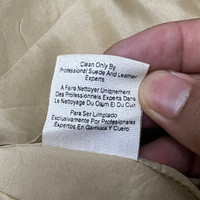 Clean Only By
Professional Suede And Leather
Experts.
A Faire Nettoyer Uniquement
Des Professionnels Experts Dans
Le Nettoyage Du Daim Et Du Cuit
Para Ser Limpiado
Exclusivamente Por Profesionales
Expertos En Gamuza Y Cuero